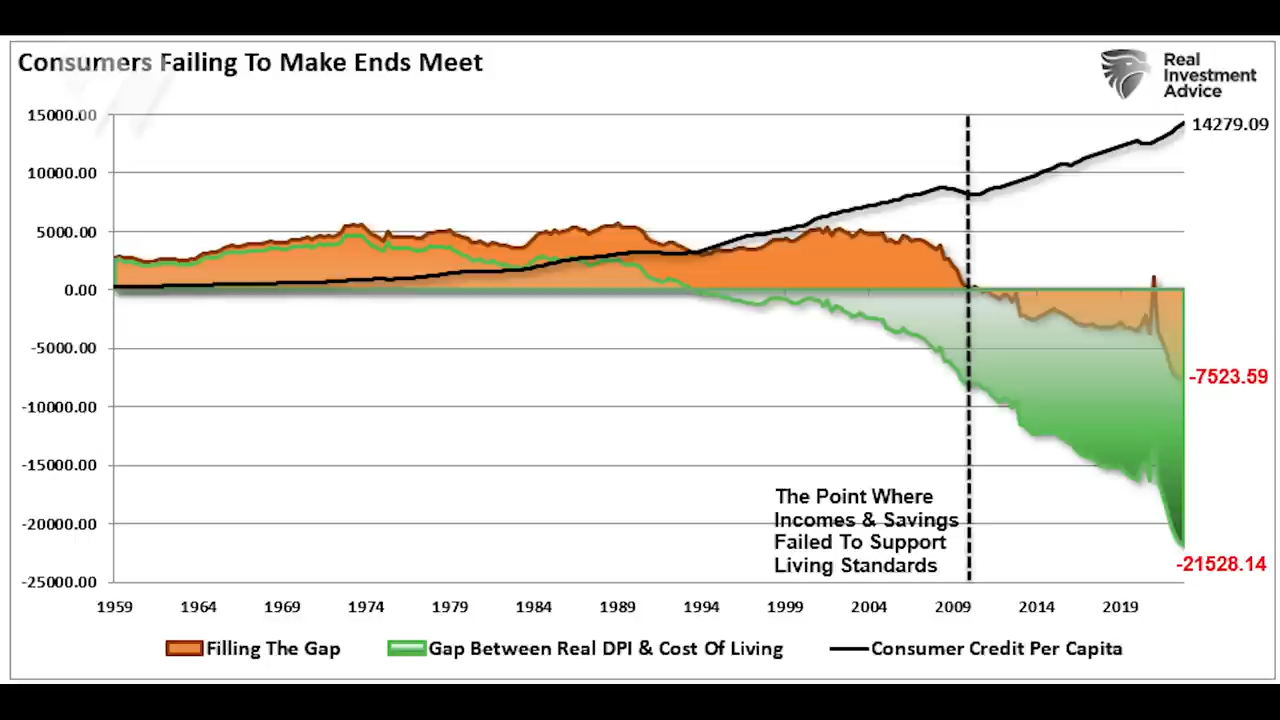 Consumers Failing To Make Ends Meet
Real
Investment
Advice
15000.00
10000.00
5000.00
0.00
-5000.00
-10000.00
-15000.00
-20000.00
-25000.00
14279.09
-7523.59
-21528.14
The Point Where
Incomes & Savings
Failed To Support
Living Standards
1959 1964 1969 1974 1979 1984 1989 1994 1999 2004 2009 2014 2019
Filling The Gap Gap Between Real DPI & Cost Of Living Consumer Credit Per Capita